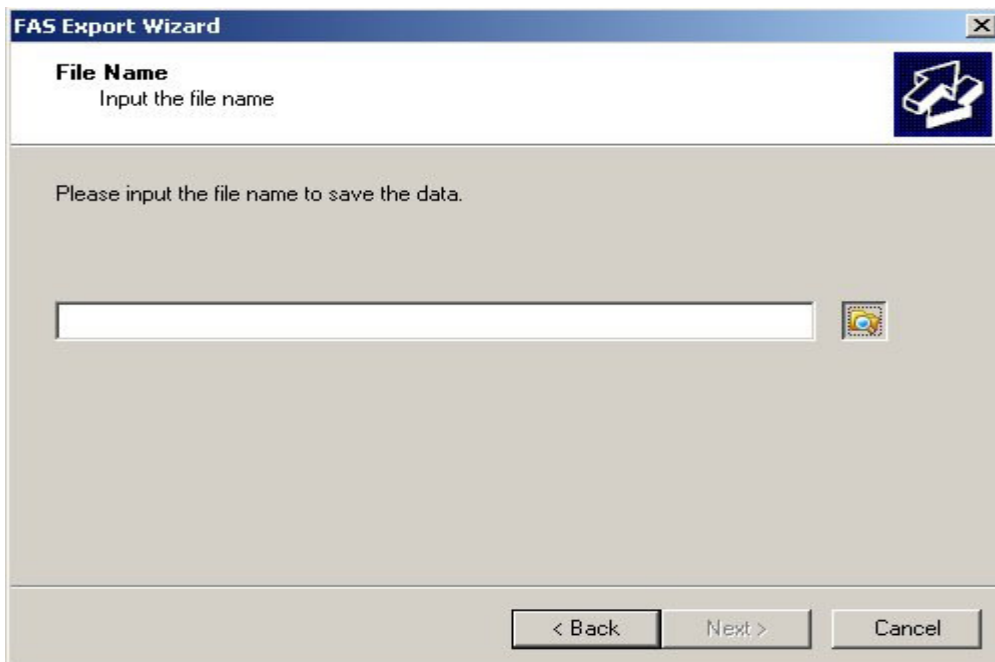 FAS Export Wizard
File Name
Input the file name
Please input the file name to save the data.
< Back
Next >
Cancel